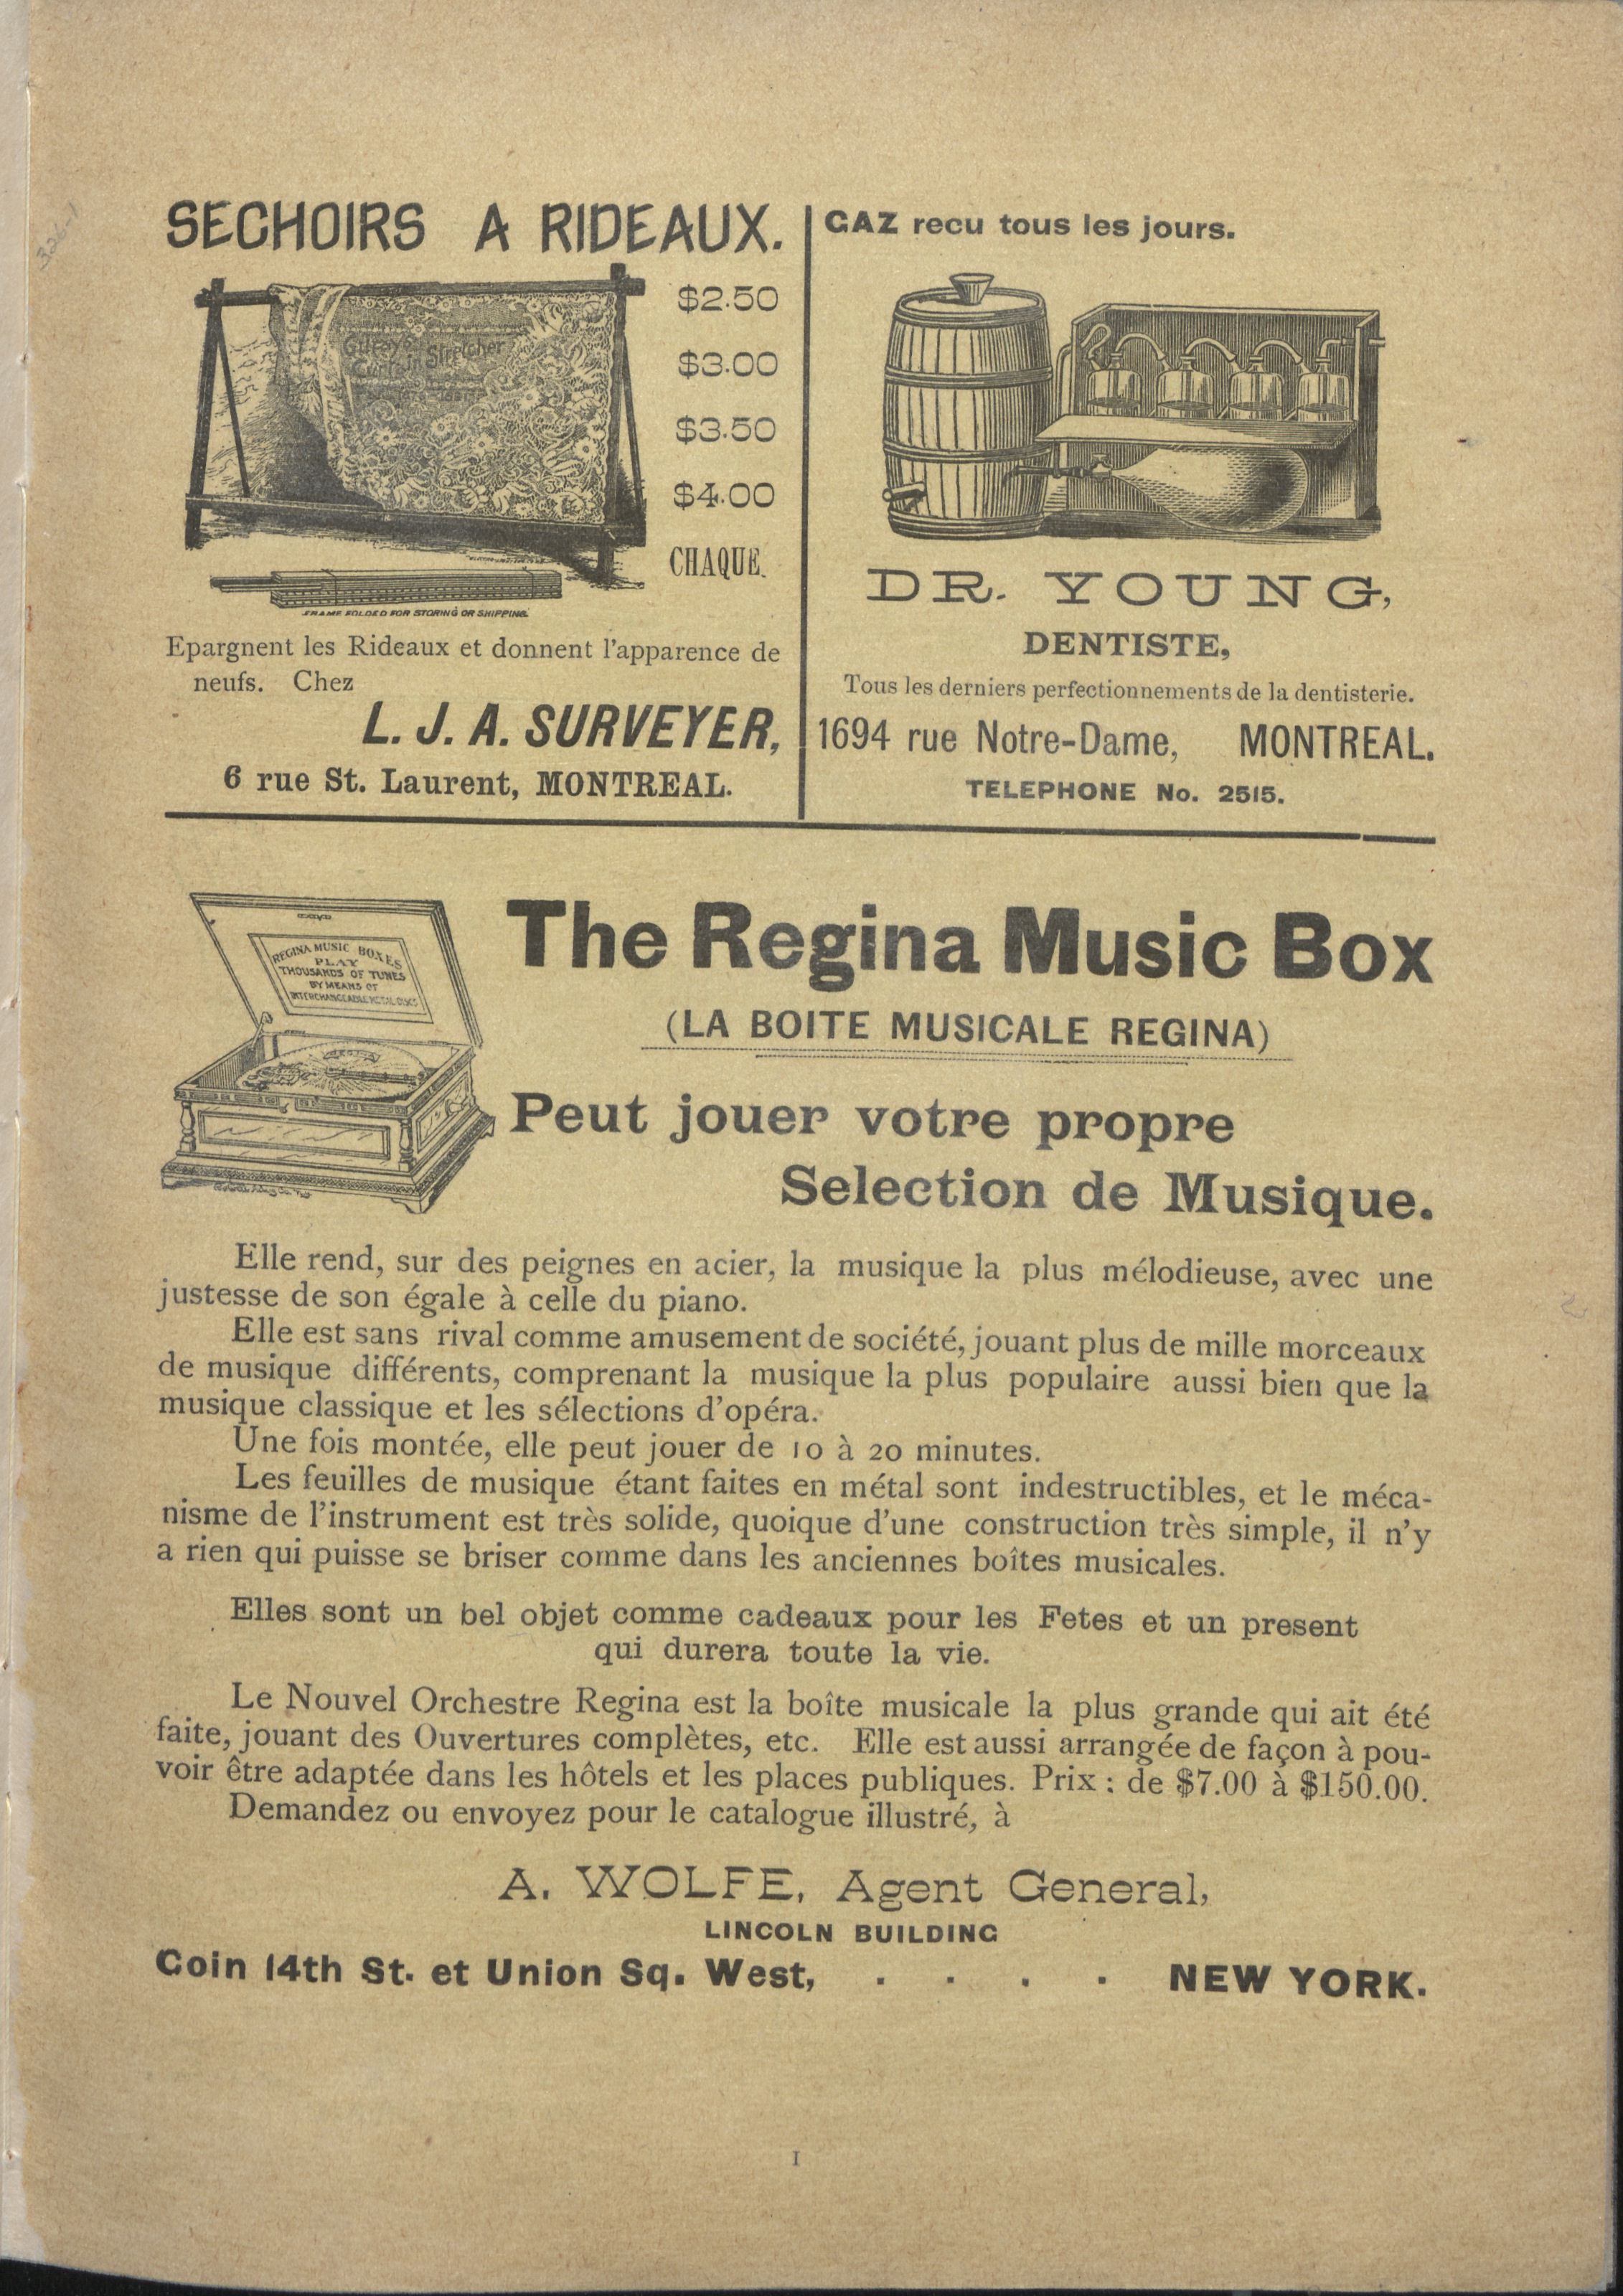 SECHOIRS A RIDEAUX.
$2.50
$3.00
$3.50
$4.00
CHAQUE.
Curtain Stretcher
FRAME FOLDED FOR STORING OR SHIPPING.
Epargnent les Rideaux et donnent l'apparence de
neufs. Chez
L. J. A. SURVEYER,
6 rue St. Laurent, MONTREAL.
GAZ recu tous les jours.
DR. YOUNG,
DENTISTE,
Tous les derniers perfectionnements de la dentisterie.
1694 rue Notre-Dame, MONTREAL.
TELEPHONE No. 2515.
REGINA MUSIC BOXES
PLAY
THOUSANDS OF TUNES
BY MEANS OF
INTERCHANGEABLE METAL DISCS
The Regina Music Box
(LA BOITE MUSICALE REGINA)
Peut jouer votre propre
Selection de Musique.
Elle rend, sur des peignes en acier, la musique la plus mélodieuse, avec une
justesse de son égale à celle du piano.
Elle est sans rival comme amusement de société, jouant plus de mille morceaux
de musique différents, comprenant la musique la plus populaire aussi bien que la
musique classique et les sélections d'opéra.
Une fois montée, elle peut jouer de 10 à 20 minutes.
Les feuilles de musique étant faites en métal sont indestructibles, et le méca-
nisme de l'instrument est très solide, quoique d'une construction très simple, il n'y
a rien qui puisse se briser comme dans les anciennes boîtes musicales.
Elles sont un bel objet comme cadeaux pour les Fetes et un present
qui durera toute la vie.
Le Nouvel Orchestre Regina est la boîte musicale la plus grande qui ait été
faite, jouant des Ouvertures complètes, etc. Elle est aussi arrangée de façon à pou-
voir être adaptée dans les hôtels et les places publiques. Prix : de $7.00 à $150.00.
Demandez ou envoyez pour le catalogue illustré, à
A. WOLFE, Agent General,
LINCOLN BUILDING
Coin 14th St. et Union Sq. West, . . . . NEW YORK.
I